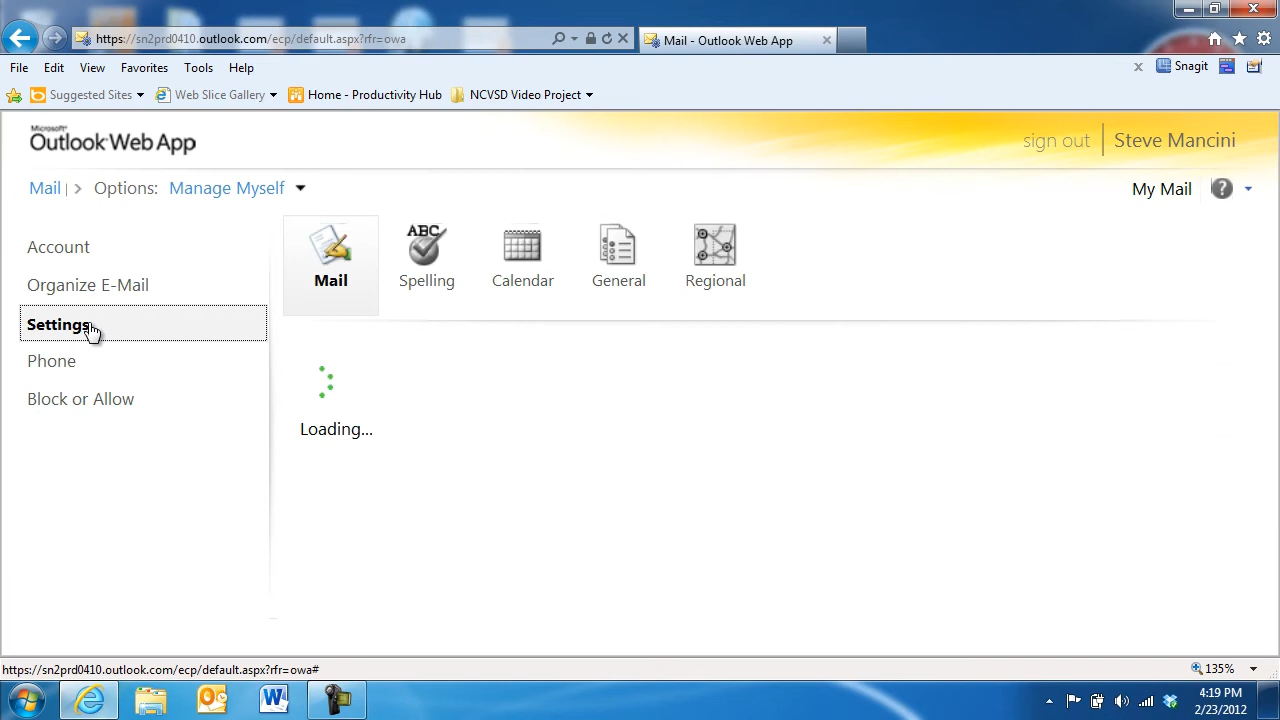 https://sn2prd0410.outlook.com/ecp/default.aspx?rfr=owa
Mail - Outlook Web App
File Edit View Favorites Tools Help
Snagit
Suggested Sites
Web Slice Gallery
Home - Productivity Hub
NCVSD Video Project
Microsoft®
Outlook Web App
sign out
Steve Mancini
Mail
Options: Manage Myself
My Mail
?
Account
Organize E-Mail
Settings
Phone
Block or Allow
Mail
ABC
Spelling
Calendar
General
Regional
Loading...
https://sn2prd0410.outlook.com/ecp/default.aspx?rfr=owa#
135%
4:19 PM
2/23/2012